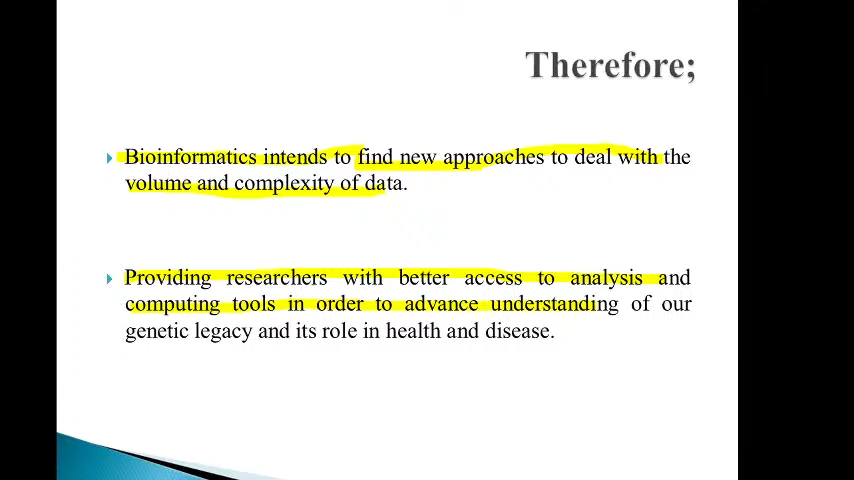 Therefore;
Bioinformatics intends to find new approaches to deal with the
volume and complexity of data.
Providing researchers with better access to analysis and
computing tools in order to advance understanding of our
genetic legacy and its role in health and disease.